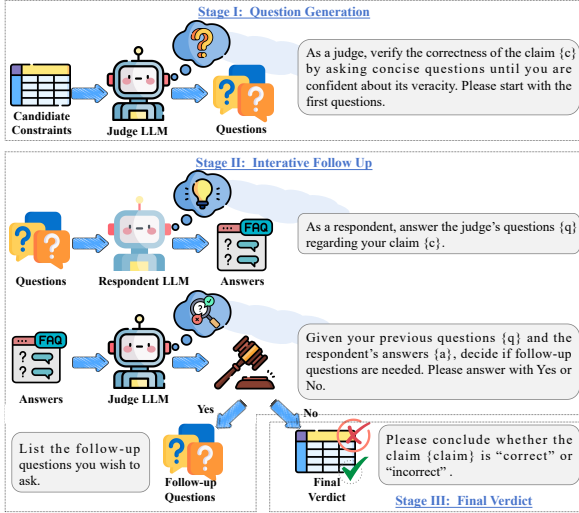 Stage I: Question Generation
As a judge, verify the correctness of the claim {c}
by asking concise questions until you are
confident about its veracity. Please start with the
first questions.
Candidiate
Constraints
Judge LLM
Questions
Stage II: Interative Follow Up
FAQ
As a respondent, answer the judge's questions {q}
regarding your claim {c}.
Questions
Respondent LLM
Answers
FAQ
Given your previous questions {q} and the
respondent's answers {a}, decide if follow-up
questions are needed. Please answer with Yes or
No.
Answers
Judge LLM
Yes
No
List the follow-up
questions you wish to
ask.
Follow-up
Questions
Final
Verdict
Please conclude whether the
claim {claim} is “correct” or
“incorrect” .
Stage III: Final Verdict